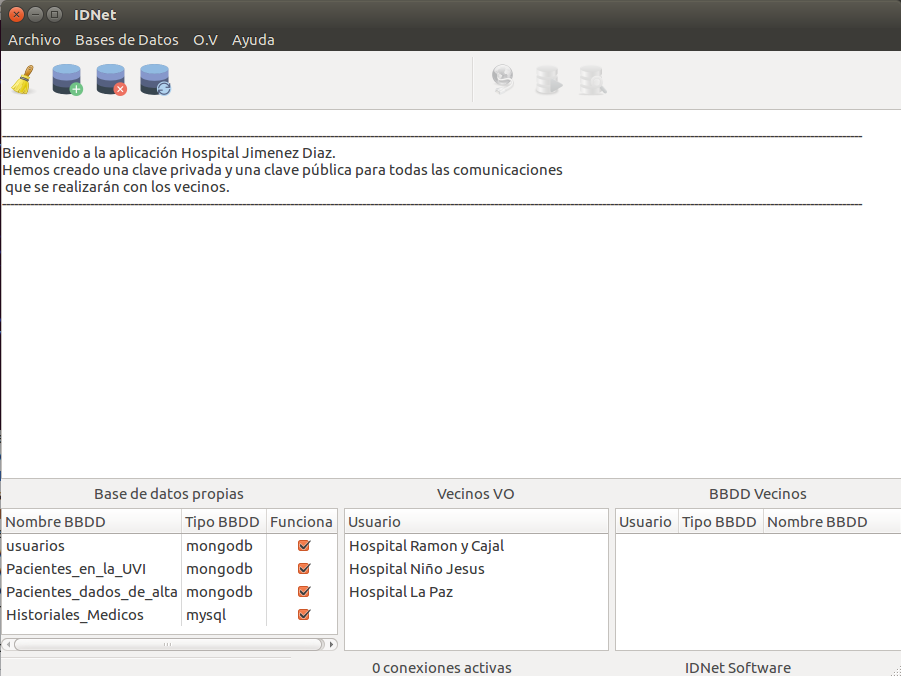 IDNet
Archivo Bases de Datos O.V Ayuda
Bienvenido a la aplicación Hospital Jimenez Diaz.
Hemos creado una clave privada y una clave pública para todas las comunicaciones
que se realizarán con los vecinos.
Base de datos propias Vecinos VO BBDD Vecinos
Nombre BBDD Tipo BBDD Funciona Usuario Usuario Tipo BBDD Nombre BBDD
usuarios mongodb Hospital Ramon y Cajal
Pacientes_en_la_UVI mongodb Hospital Niño Jesus
Pacientes_dados_de_alta mongodb Hospital La Paz
Historiales_Medicos mysql
0 conexiones activas IDNet Software